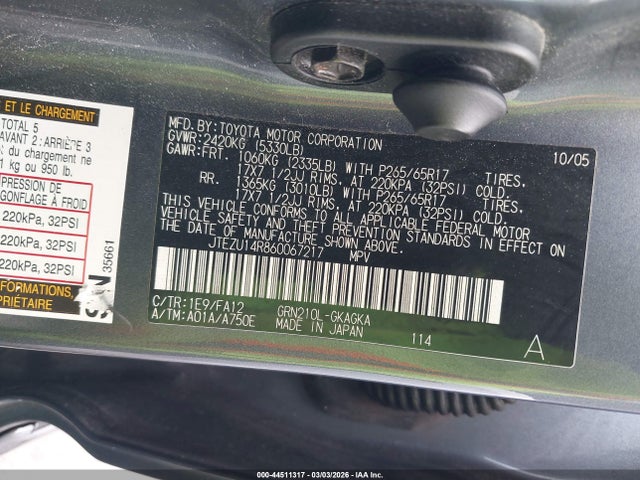 ET LE CHARGEMENT
TOTAL 5
AVANT 2: ARRIÈRE 3
du chargement ne
1 kg ou 950 lb.
PRESSION DE
GONFLAGE À FROID
220kPa, 32PSI
220kPa, 32PSI
220kPa, 32PSI
PROPRIÉTAIRE
35661
MFD.BY:TOYOTA MOTOR CORPORATION 10/05
GVWR:2420KG (5330LB)
GAWR:FRT. 1060KG (2335LB) WITH P265/65R17 TIRES,
17X7 1/2JJ RIMS, AT 220KPA (32PSI) COLD.
RR. 1365KG (3010LB) WITH P265/65R17 TIRES,
17X7 1/2JJ RIMS, AT 220KPA (32PSI) COLD.
THIS VEHICLE CONFORMS TO ALL APPLICABLE FEDERAL MOTOR
VEHICLE SAFETY AND THEFT PREVENTION STANDARDS IN EFFECT ON
THE DATE OF MANUFACTURE SHOWN ABOVE.
JTEZU14R860067217 MPV
C/TR:1E9/FA12 GRN210L-GKAGKA
A/TM:A01A/A750E MADE IN JAPAN 114 A
000-44511317 - 03/03/2026 - IAAI, Inc.